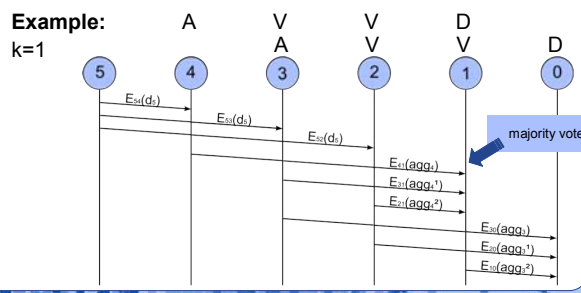 Example: A V V D
k=1 A V V D
5 4 3 2 1 0
E₅₄(d₅)
E₅₃(d₅)
E₅₂(d₅)
majority vote
E₄₁(agg₄)
E₃₁(agg₄¹)
E₂₁(agg₄²)
E₃₀(agg₃)
E₂₀(agg₃¹)
E₁₀(agg₃²)